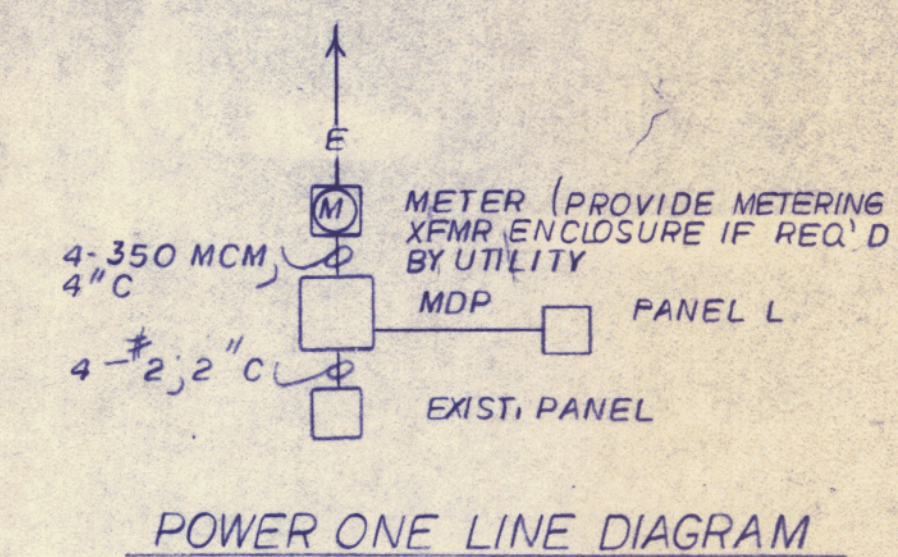 E
M
METER (PROVIDE METERING
XFMR ENCLOSURE IF REQ'D
BY UTILITY
4-350 MCM,
4"C
MDP
PANEL L
4-#2, 2"C
EXIST. PANEL
POWER ONE LINE DIAGRAM